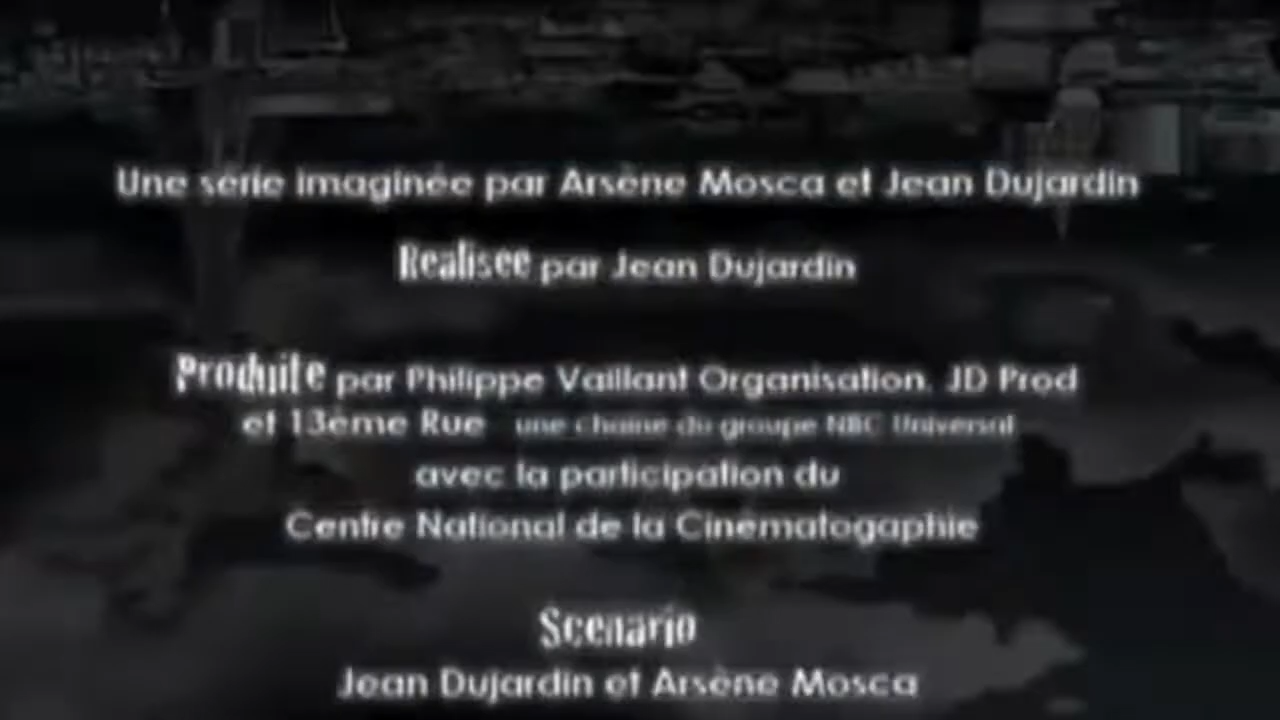 Une série imaginée par Arsène Mosca et Jean Dujardin
Realisee par Jean Dujardin
Produite par Philippe Vaillant Organisation, JD Prod
et 13ème Rue une chaine du groupe NBC Universal
avec la participation du
Centre National de la Cinématogaphie
Scenario
Jean Dujardin et Arsène Mosca